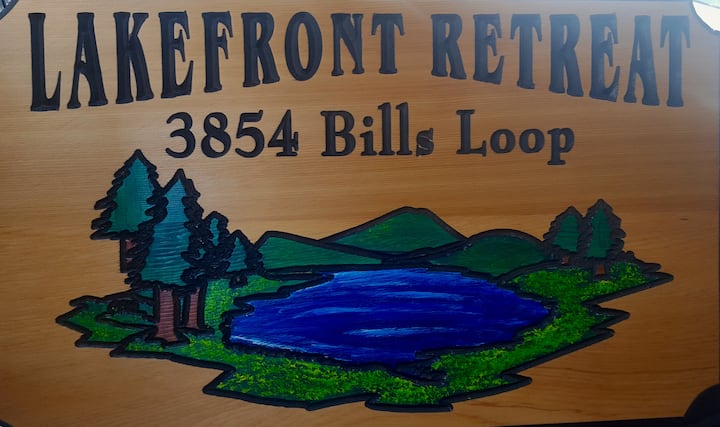 LAKEFRONT RETREAT
3854 Bills Loop